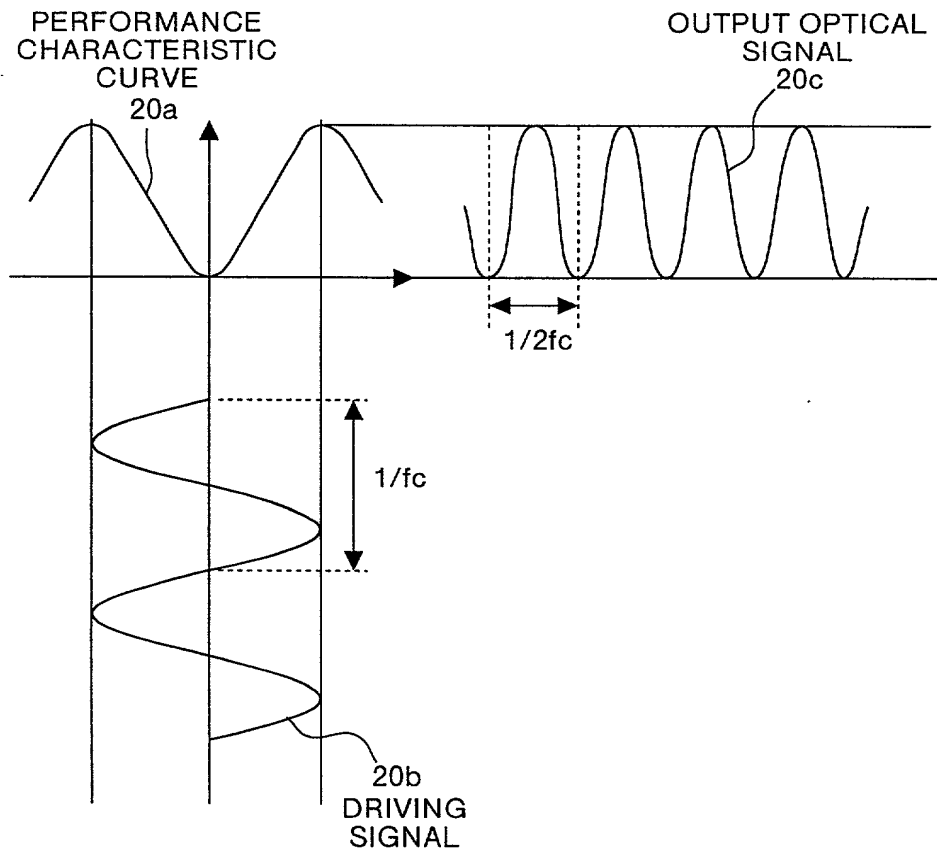 PERFORMANCE
CHARACTERISTIC
CURVE
20a
OUTPUT OPTICAL
SIGNAL
20c
1/2fc
1/fc
20b
DRIVING
SIGNAL